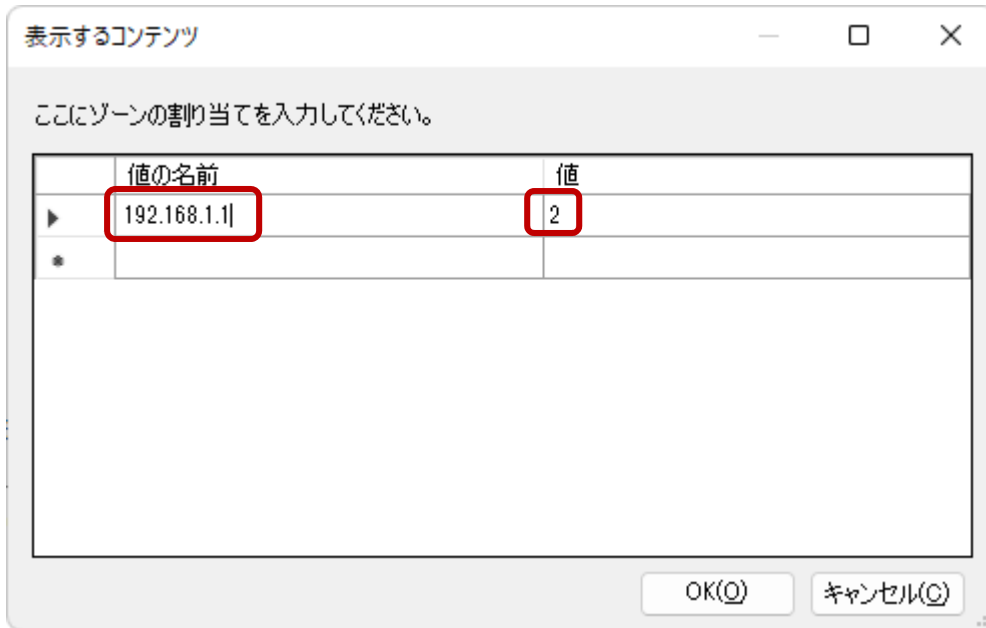 表示するコンテンツ
ここにゾーンの割り当てを入力してください。
値の名前 値
192.168.1.1 2
OK(O) キャンセル(C)